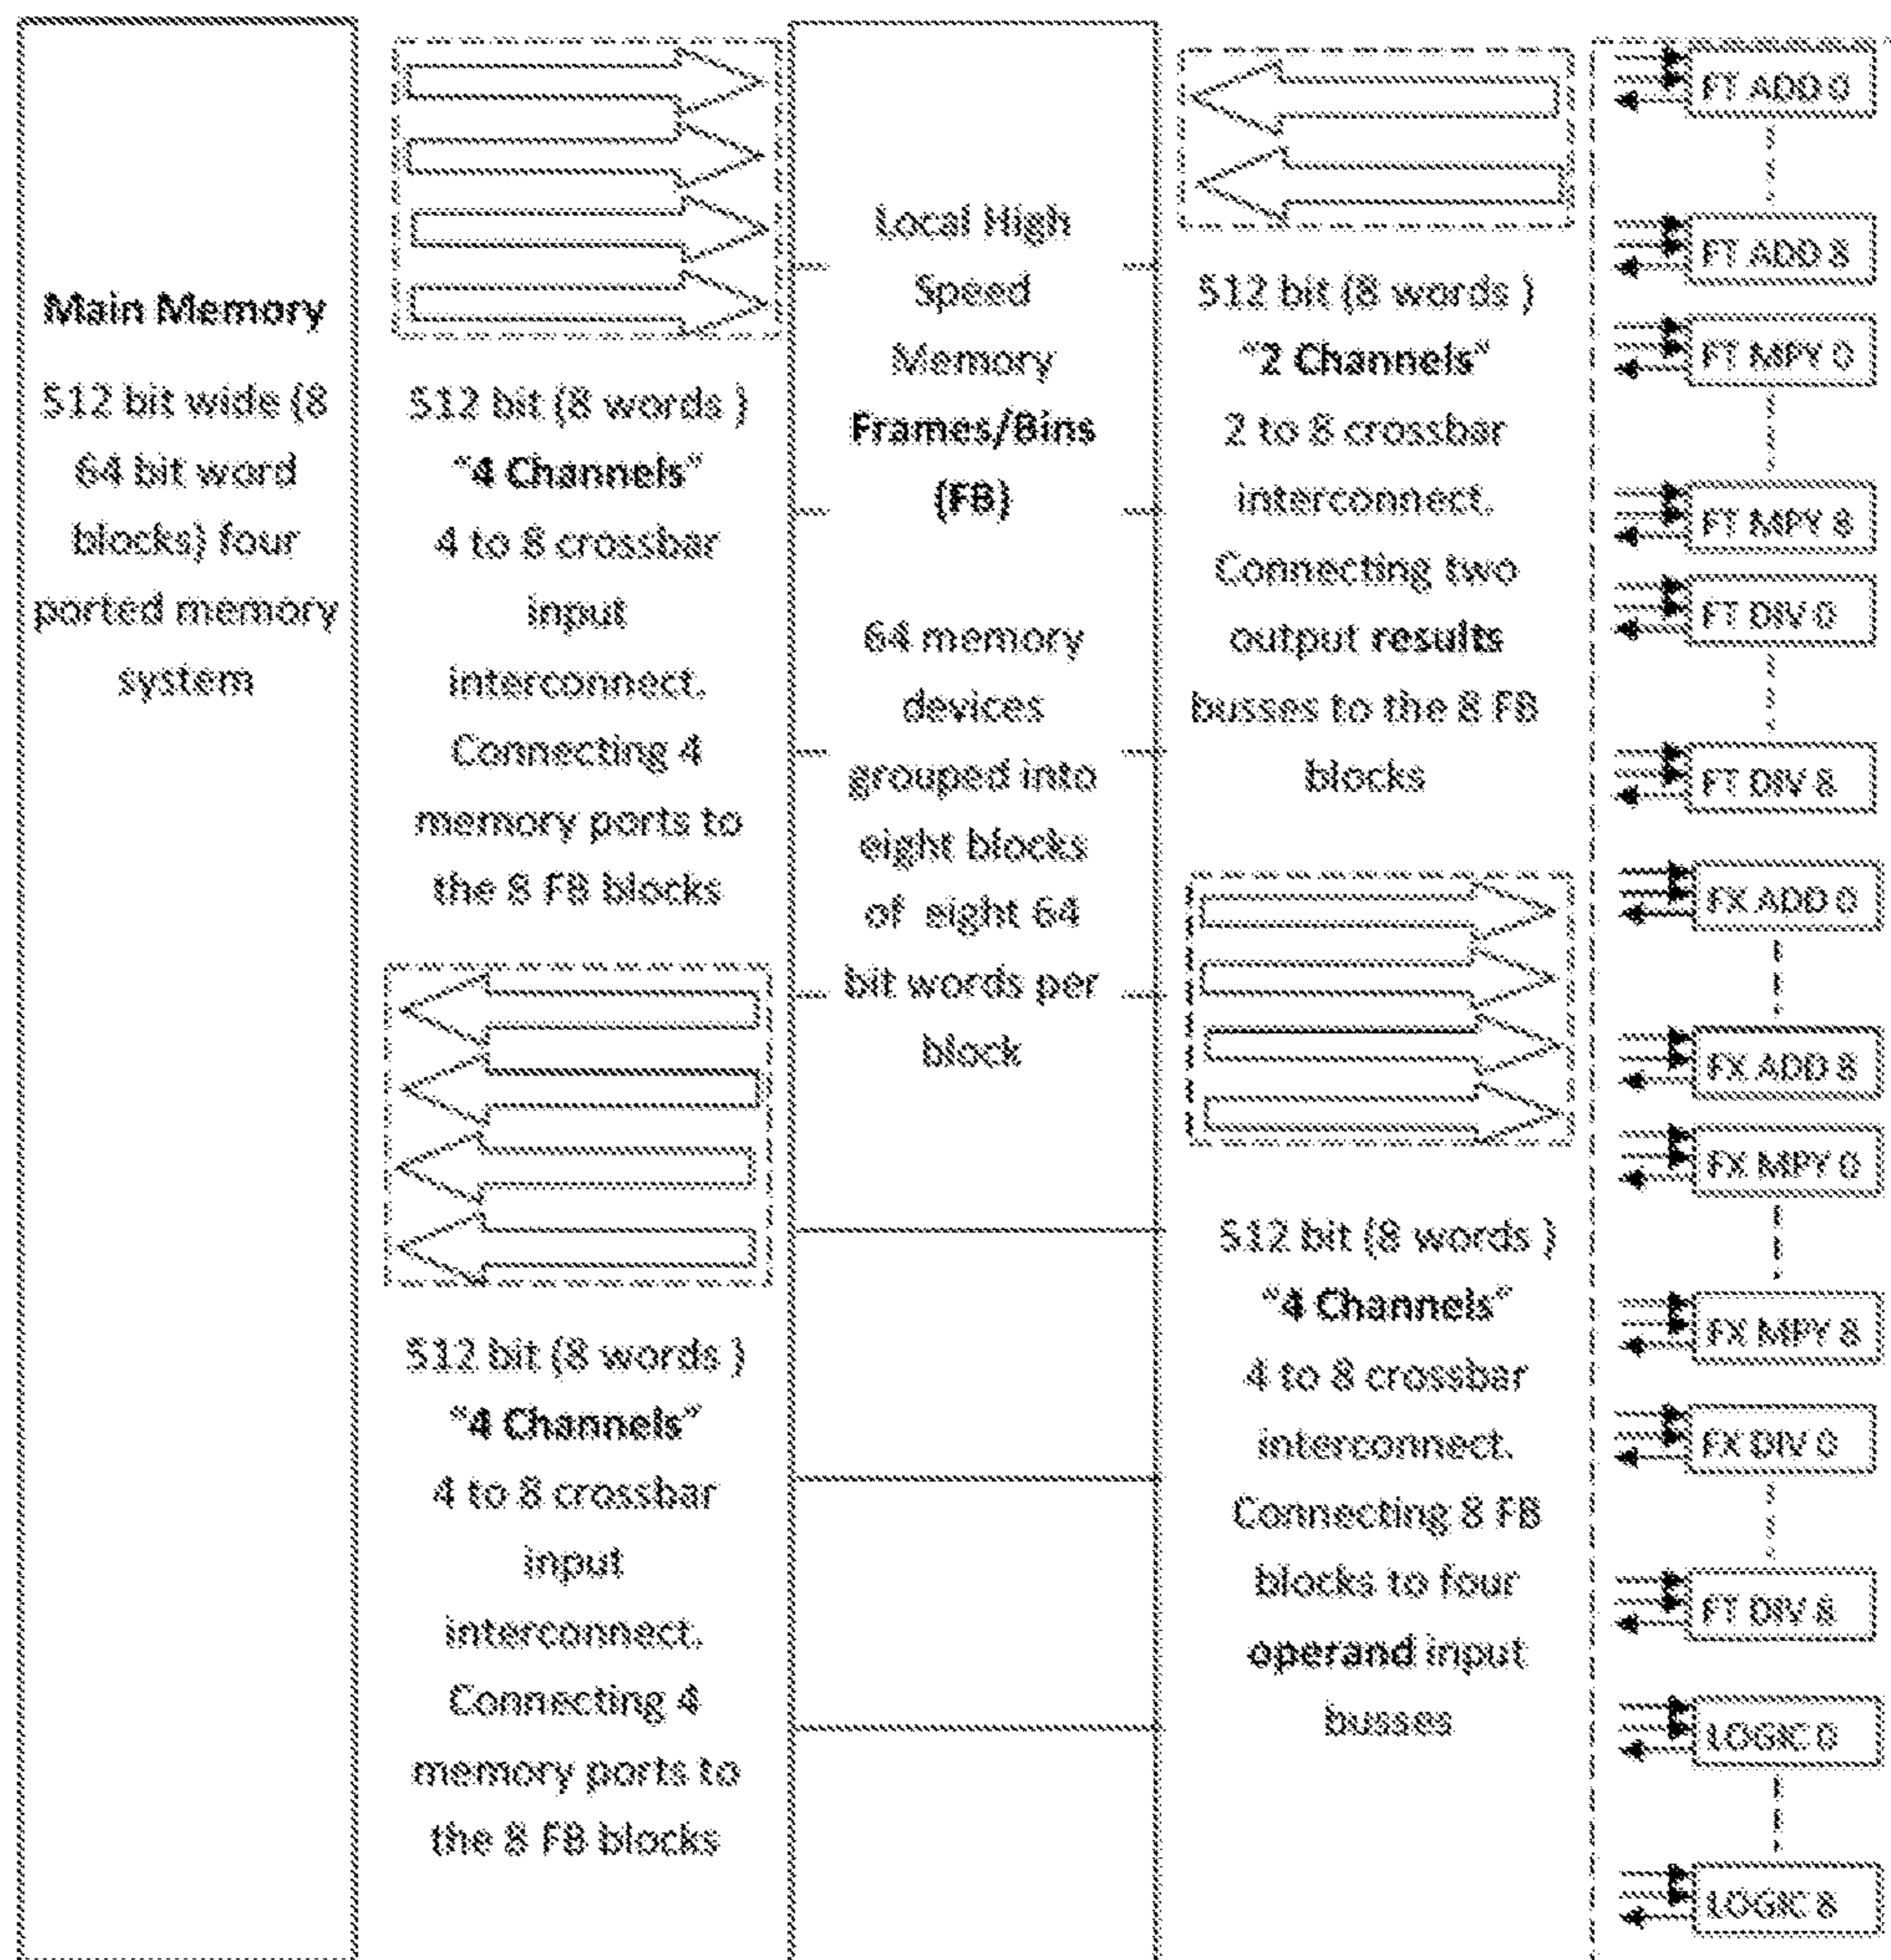 Main Memory
512 bit wide (8
64 bit word
blocks) four
ported memory
system
512 bit (8 words )
"4 Channels"
4 to 8 crossbar
input
interconnect.
Connecting 4
memory ports to
the 8 FB blocks
512 bit (8 words )
"4 Channels"
4 to 8 crossbar
input
interconnect.
Connecting 4
memory ports to
the 8 FB blocks
Local High
Speed
Memory
Frames/Bins
(FB)
64 memory
devices
grouped into
eight blocks
of eight 64
bit words per
block
512 bit (8 words )
"2 Channels"
2 to 8 crossbar
interconnect.
Connecting two
output results
busses to the 8 FB
blocks
512 bit (8 words )
"4 Channels"
4 to 8 crossbar
interconnect.
Connecting 8 FB
blocks to four
operand input
busses
FT ADD 0
FT ADD 8
FT MPY 0
FT MPY 8
FT DIV 0
FT DIV 8
FX ADD 0
FX ADD 8
FX MPY 0
FX MPY 8
FX DIV 0
FT DIV 8
LOGIC 0
LOGIC 8